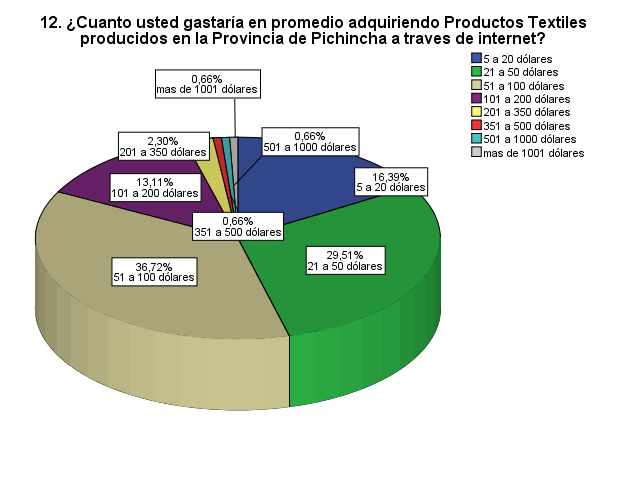 12. ¿Cuanto usted gastaría en promedio adquiriendo Productos Textiles
producidos en la Provincia de Pichincha a traves de internet?
5 a 20 dólares
21 a 50 dólares
51 a 100 dólares
101 a 200 dólares
201 a 350 dólares
351 a 500 dólares
501 a 1000 dólares
mas de 1001 dólares
0,66%
mas de 1001 dólares
2,30%
201 a 350 dólares
0,66%
501 a 1000 dólares
13,11%
101 a 200 dólares
16,39%
5 a 20 dólares
0,66%
351 a 500 dólares
29,51%
21 a 50 dólares
36,72%
51 a 100 dólares